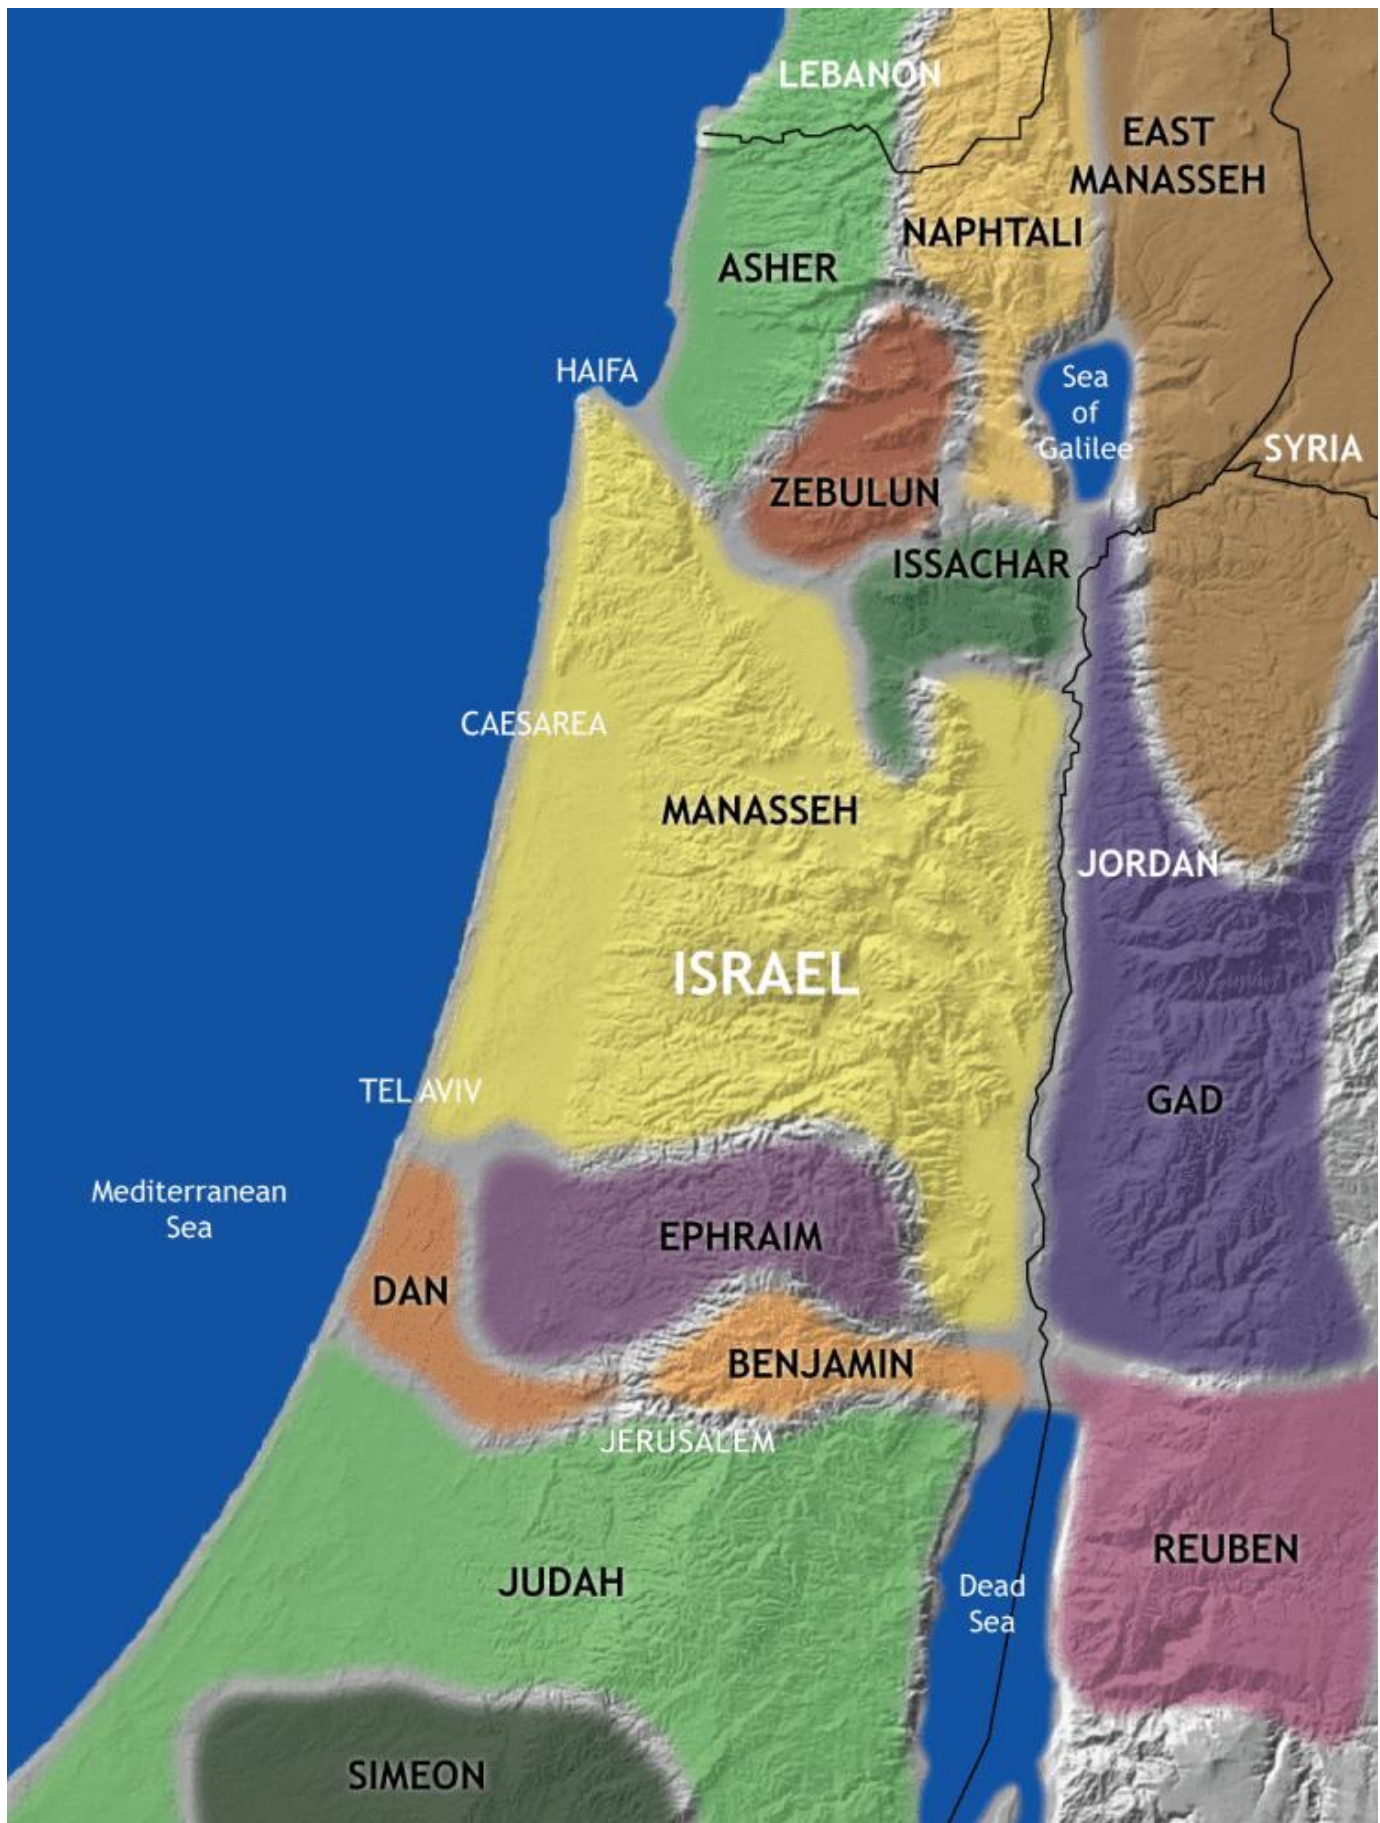 LEBANON
EAST
MANASSEH
NAPHTALI
ASHER
HAIFA
Sea
of
Galilee
SYRIA
ZEBULUN
ISSACHAR
CAESAREA
MANASSEH
JORDAN
ISRAEL
TEL AVIV
GAD
Mediterranean
Sea
EPHRAIM
DAN
BENJAMIN
JERUSALEM
REUBEN
JUDAH
Dead
Sea
SIMEON